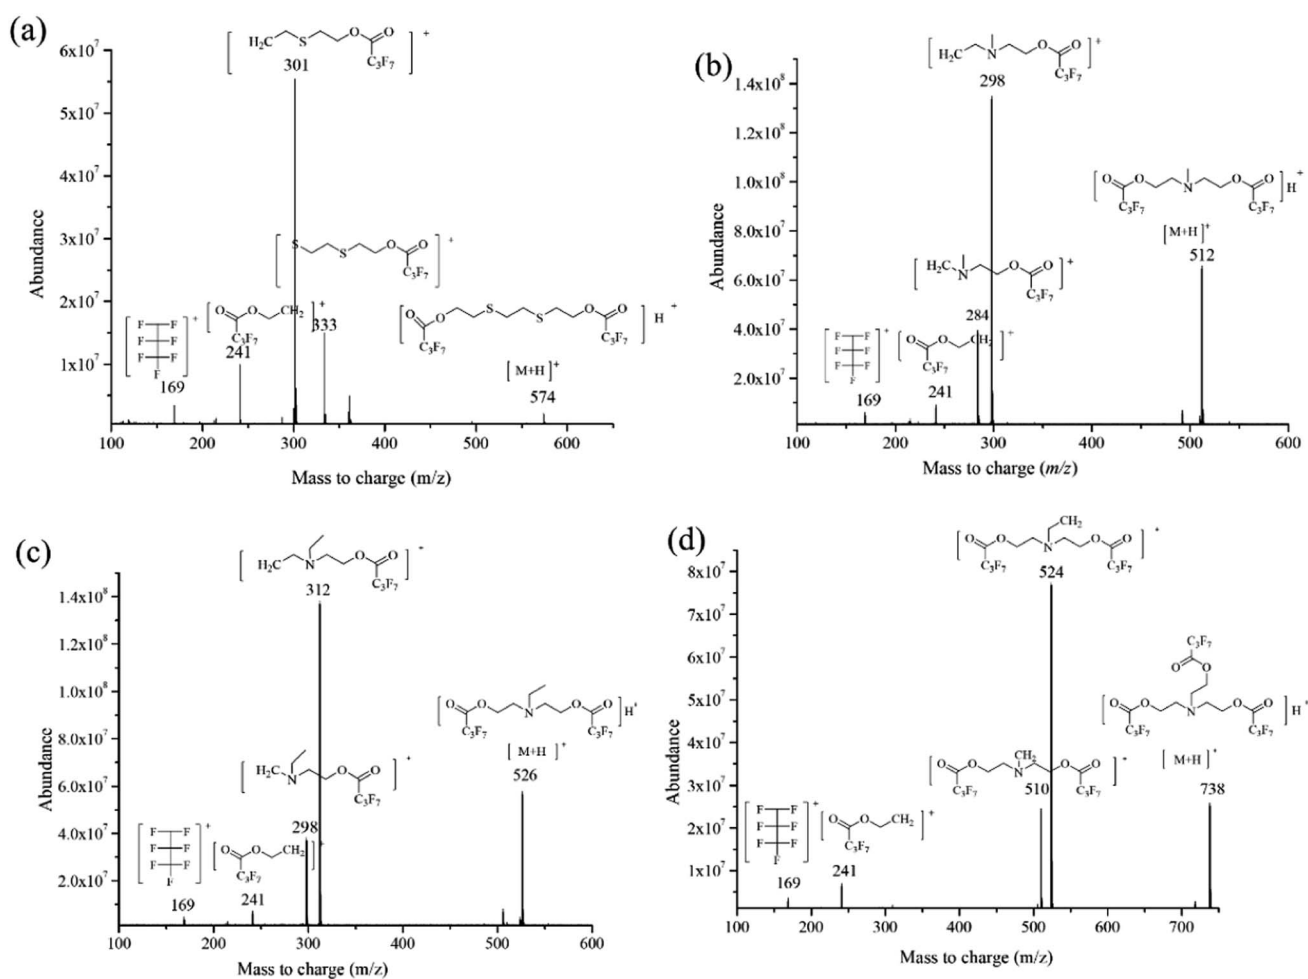 (a)
H₂C S O O +
C₃F₇
301
6x10⁷
5x10⁷
4x10⁷
3x10⁷
2x10⁷
1x10⁷
Abundance
S S O O +
C₃F₇
333
F F
F F
F F
F
+
169
O O CH₂ +
C₃F₇
241
O O S S O O H +
C₃F₇ C₃F₇
[M+H]⁺
574
100 200 300 400 500 600
Mass to charge (m/z)
(b)
H₂C N O O +
C₃F₇
298
1.4x10⁸
1.2x10⁸
1.0x10⁸
8.0x10⁷
6.0x10⁷
4.0x10⁷
2.0x10⁷
Abundance
O O N O O H +
C₃F₇ C₃F₇
[M+H]⁺
512
H₂C N O O +
C₃F₇
284
F F
F F
F F
F
+
169
O O CH₂ +
C₃F₇
241
100 200 300 400 500 600
Mass to charge (m/z)
(c)
H₂C N O O +
C₃F₇
312
1.4x10⁸
1.2x10⁸
1.0x10⁸
8.0x10⁷
6.0x10⁷
4.0x10⁷
2.0x10⁷
Abundance
O O N O O H +
C₃F₇ C₃F₇
[M+H]⁺
526
H₂C N O O +
C₃F₇
298
F F
F F
F F
F
+
169
O O CH₂ +
C₃F₇
241
100 200 300 400 500 600
Mass to charge (m/z)
(d)
CH₂
O O N O O +
C₃F₇ C₃F₇
524
8x10⁷
7x10⁷
6x10⁷
5x10⁷
4x10⁷
3x10⁷
2x10⁷
1x10⁷
Abundance
C₃F₇
O O
O O N O O H +
C₃F₇ C₃F₇
[M+H]⁺
738
CH₂
O O N O O +
C₃F₇ C₃F₇
510
F F
F F
F F
F
+
169
O O CH₂ +
C₃F₇
241
100 200 300 400 500 600 700
Mass to charge (m/z)